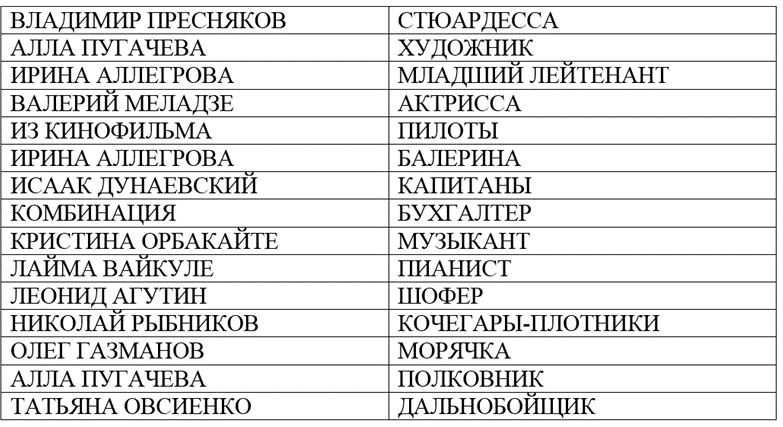 ВЛАДИМИР ПРЕСНЯКОВ СТЮАРДЕССА
АЛЛА ПУГАЧЕВА ХУДОЖНИК
ИРИНА АЛЛЕГРОВА МЛАДШИЙ ЛЕЙТЕНАНТ
ВАЛЕРИЙ МЕЛАДЗЕ АКТРИССА
ИЗ КИНОФИЛЬМА ПИЛОТЫ
ИРИНА АЛЛЕГРОВА БАЛЕРИНА
ИСААК ДУНАЕВСКИЙ КАПИТАНЫ
КОМБИНАЦИЯ БУХГАЛТЕР
КРИСТИНА ОРБАКАЙТЕ МУЗЫКАНТ
ЛАЙМА ВАЙКУЛЕ ПИАНИСТ
ЛЕОНИД АГУТИН ШОФЕР
НИКОЛАЙ РЫБНИКОВ КОЧЕГАРЫ-ПЛОТНИКИ
ОЛЕГ ГАЗМАНОВ МОРЯЧКА
АЛЛА ПУГАЧЕВА ПОЛКОВНИК
ТАТЬЯНА ОВСИЕНКО ДАЛЬНОБОЙЩИК